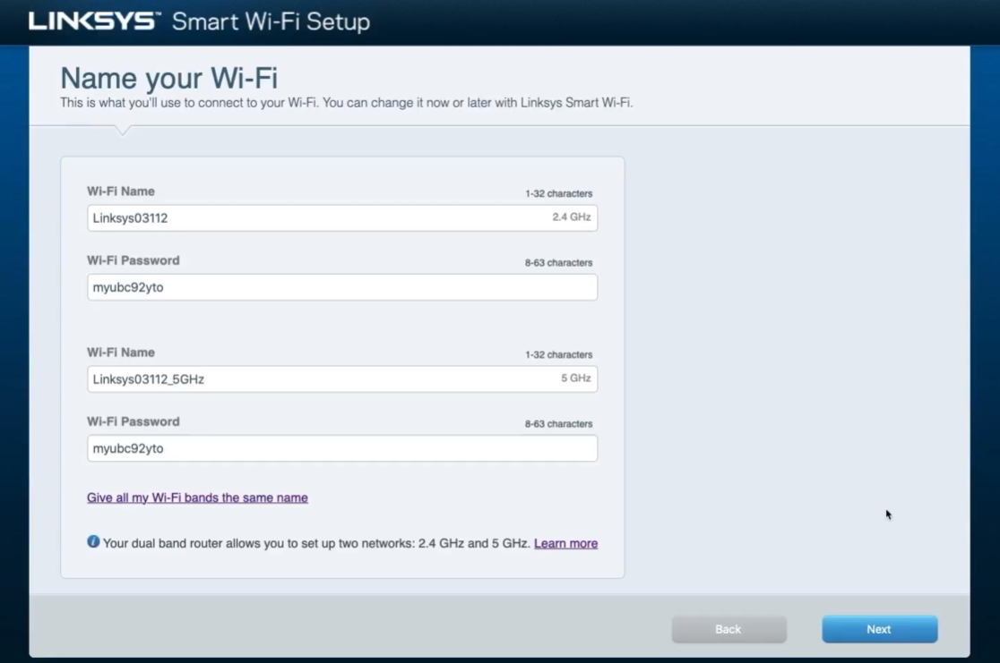 LINKSYS™ Smart Wi-Fi Setup
Name your Wi-Fi
This is what you'll use to connect to your Wi-Fi. You can change it now or later with Linksys Smart Wi-Fi.
Wi-Fi Name 1-32 characters
Linksys03112 2.4 GHz
Wi-Fi Password 8-63 characters
myubc92yto
Wi-Fi Name 1-32 characters
Linksys03112_5GHz 5 GHz
Wi-Fi Password 8-63 characters
myubc92yto
Give all my Wi-Fi bands the same name
i Your dual band router allows you to set up two networks: 2.4 GHz and 5 GHz. Learn more
Back Next